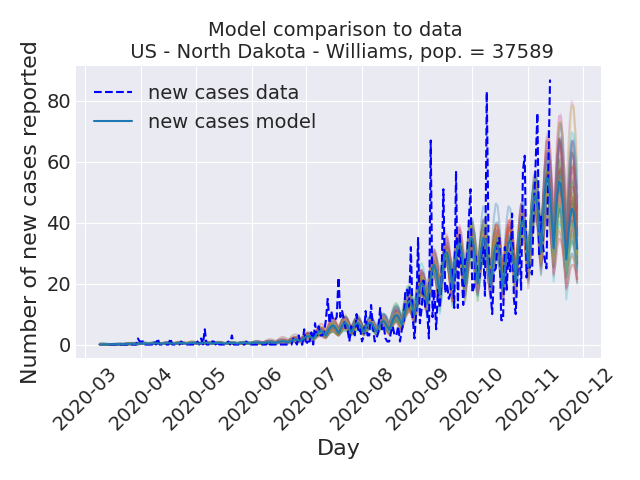 Model comparison to data
US - North Dakota - Williams, pop. = 37589
Number of new cases reported
80
60
40
20
0
new cases data
new cases model
2020-03
2020-04
2020-05
2020-06
2020-07
2020-08
2020-09
2020-10
2020-11
2020-12
Day